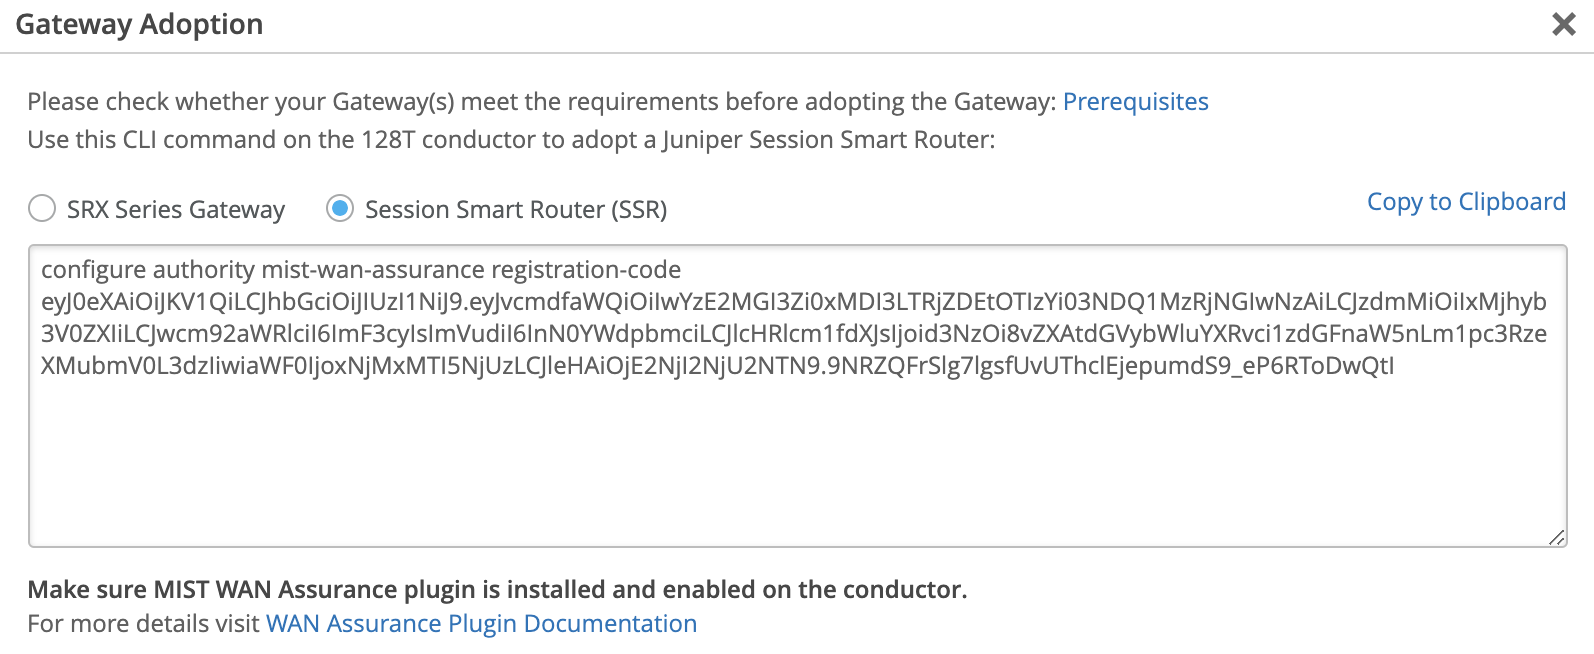 Gateway Adoption
Please check whether your Gateway(s) meet the requirements before adopting the Gateway: Prerequisites
Use this CLI command on the 128T conductor to adopt a Juniper Session Smart Router:
SRX Series Gateway
Session Smart Router (SSR)
Copy to Clipboard
configure authority mist-wan-assurance registration-code
eyJ0eXAiOiJKV1QiLCJhbGciOiJIUzI1NiJ9.eyJvcmdfaWQiOiIwYzE2MGI3Zi0xMDI3LTRjZDEtOTIzYi03NDQ1MzRjNGIwNzAiLCJzdmMiOiIxMjhyb
3V0ZXIiLCJwcm92aWRlciI6ImF3cyIsImVudiI6InN0YWdpbmciLCJlcHRlcm1fdXJsIjoid3NzOi8vZXAtdGVybWluYXRvci1zdGFnaW5nLm1pc3Rze
XMubmV0L3dzIiwiaWF0IjoxNjMxMTI5NjUzLCJleHAiOjE2NjI2NjU2NTN9.9NRZQFrSlg7lgsfUvUThclEjepumdS9_eP6RToDwQtI
Make sure MIST WAN Assurance plugin is installed and enabled on the conductor.
For more details visit WAN Assurance Plugin Documentation